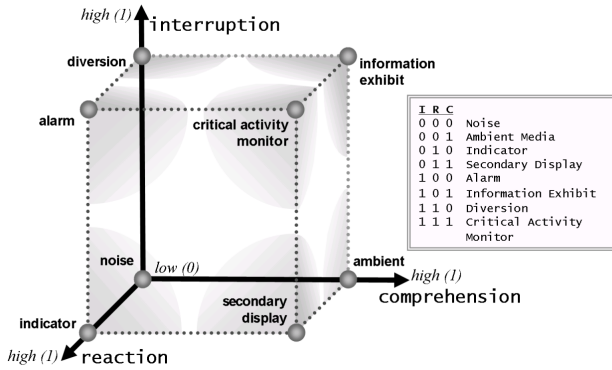 high (1)
interruption
diversion
information
exhibit
alarm
critical activity
monitor
I R C
0 0 0 Noise
0 0 1 Ambient Media
0 1 0 Indicator
0 1 1 Secondary Display
1 0 0 Alarm
1 0 1 Information Exhibit
1 1 0 Diversion
1 1 1 Critical Activity
Monitor
noise
low (0)
ambient
high (1)
comprehension
secondary
display
indicator
high (1)
reaction